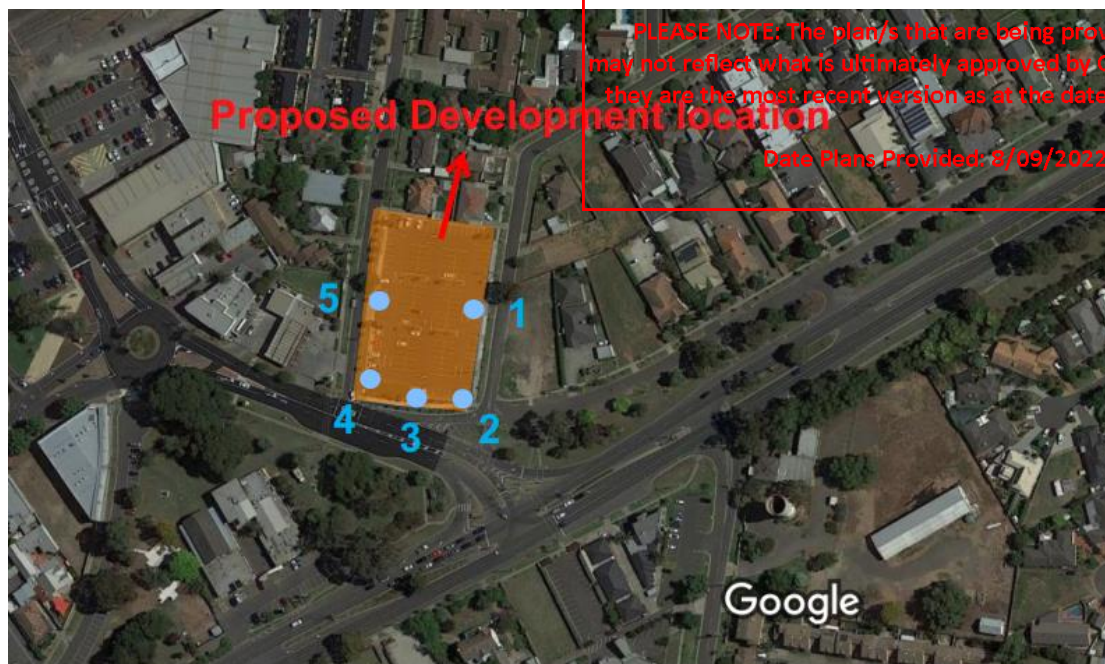 PLEASE NOTE: The plan/s that are being prov
may not reflect what is ultimately approved by
they are the most recent version as at the date
Proposed Development location
Date Plans Provided: 8/09/2022
5
1
4
3
2
Google